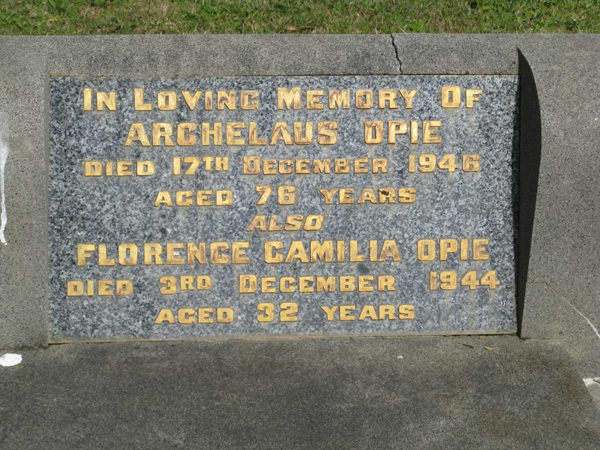 In Loving Memory Of
ARCHELAUS OPIE
DIED 17TH DECEMBER 1946
AGED 76 YEARS
ALSO
FLORENCE CAMILIA OPIE
DIED 3RD DECEMBER 1944
AGED 32 YEARS